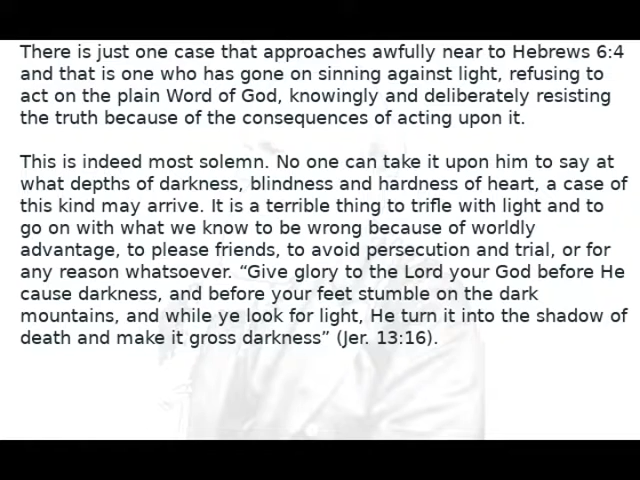 There is just one case that approaches awfully near to Hebrews 6:4
and that is one who has gone on sinning against light, refusing to
act on the plain Word of God, knowingly and deliberately resisting
the truth because of the consequences of acting upon it.
This is indeed most solemn. No one can take it upon him to say at
what depths of darkness, blindness and hardness of heart, a case of
this kind may arrive. It is a terrible thing to trifle with light and to
go on with what we know to be wrong because of worldly
advantage, to please friends, to avoid persecution and trial, or for
any reason whatsoever. “Give glory to the Lord your God before He
cause darkness, and before your feet stumble on the dark
mountains, and while ye look for light, He turn it into the shadow of
death and make it gross darkness” (Jer. 13:16).